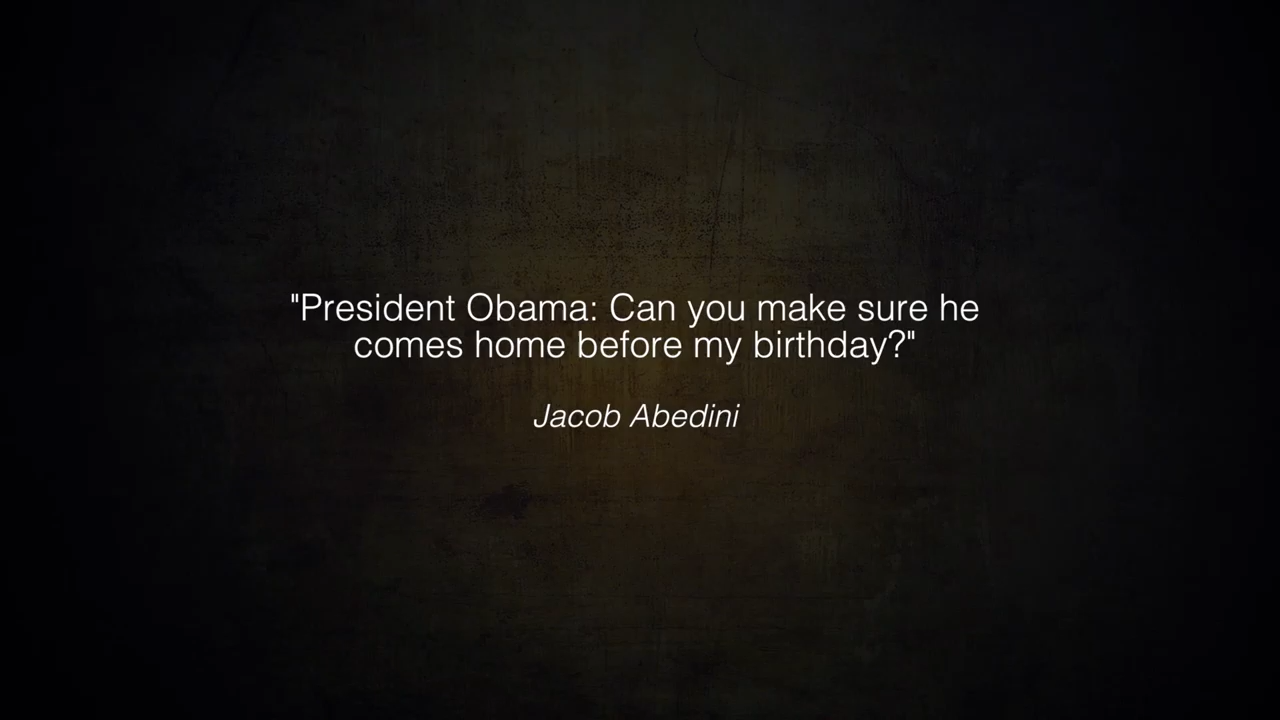 "President Obama: Can you make sure he
comes home before my birthday?"
Jacob Abedini